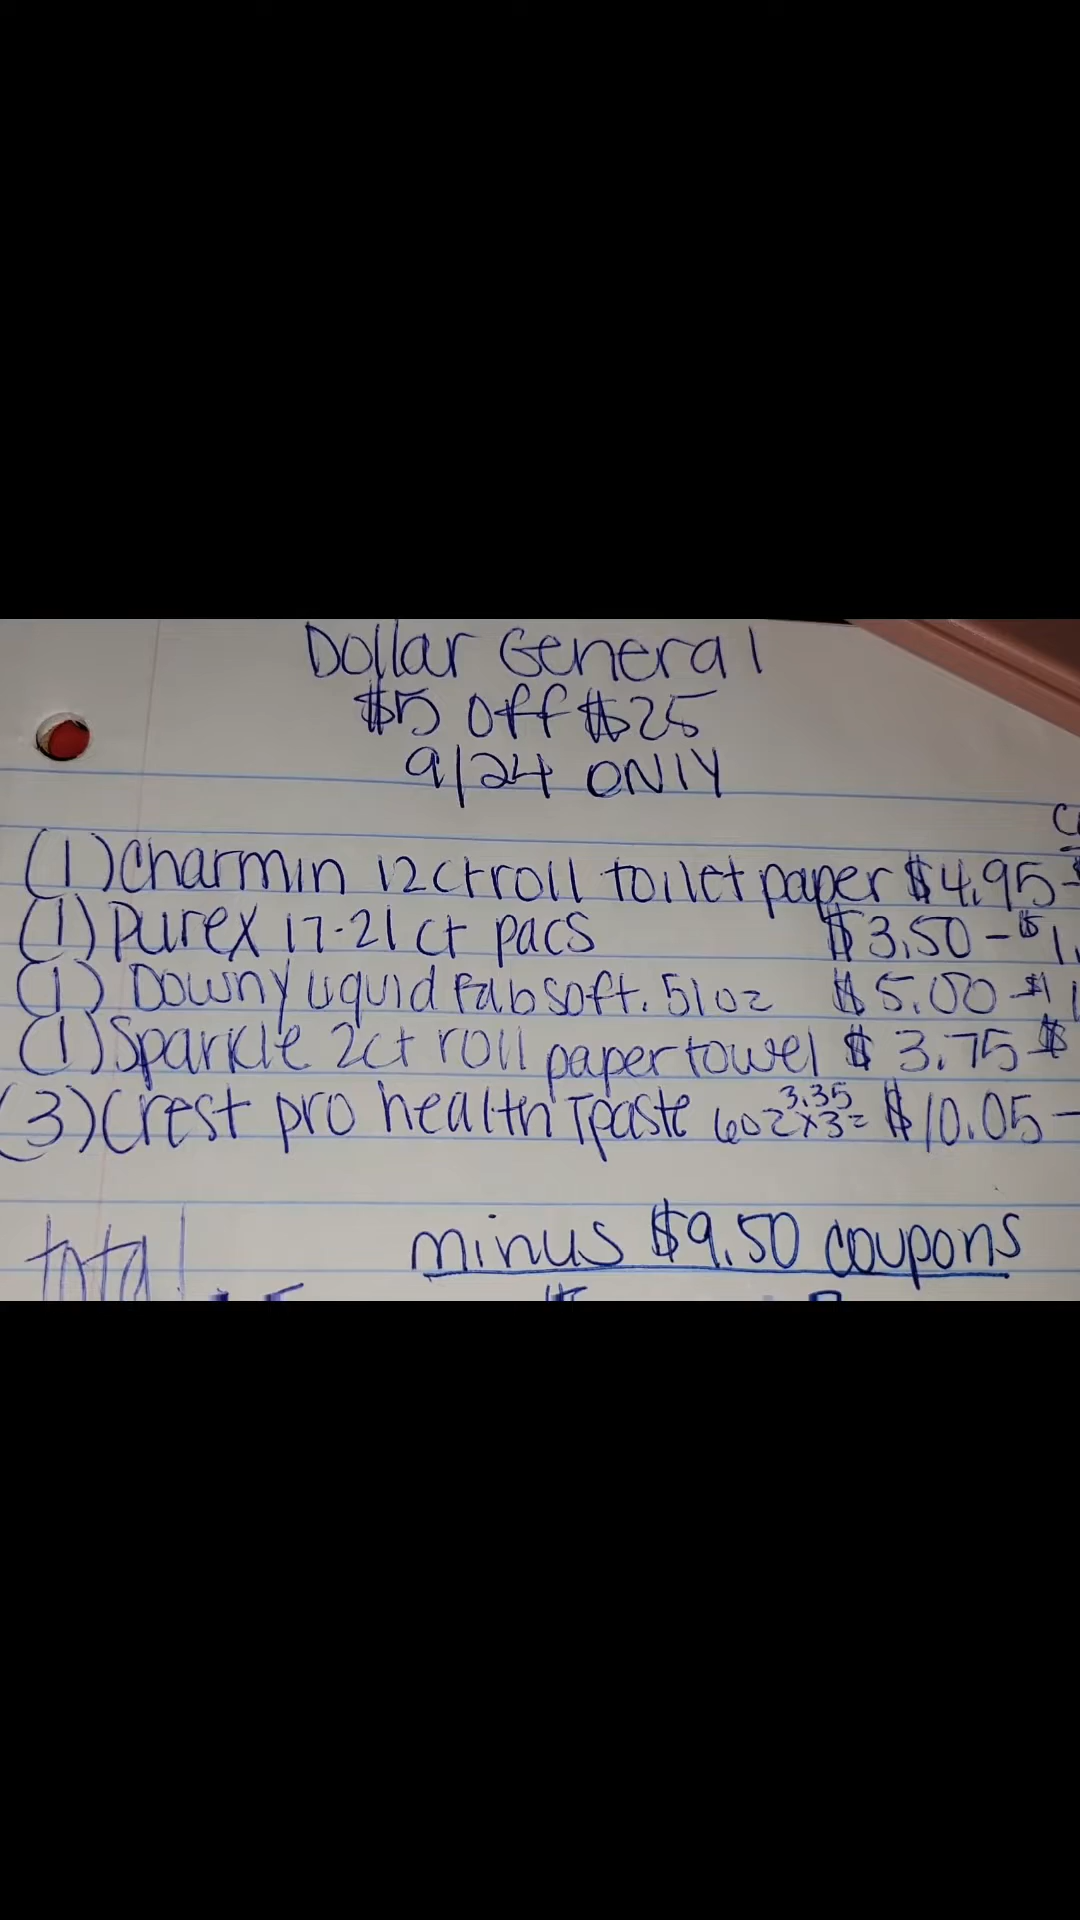 Dollar General
$5 off $25
9/24 ONLY
(1) Charmin 12ct roll toilet paper $4.95 -
(1) Purex 17-21 ct pacs $3.50 - $1.
(1) Downy Liquid Fab soft. 51oz $5.00 - $1
(1) Sparkle 2ct roll paper towel $3.75 - $
(3) Crest pro health Tpaste 6oz 3.35 x3= $10.05 -
minus $9.50 coupons
total